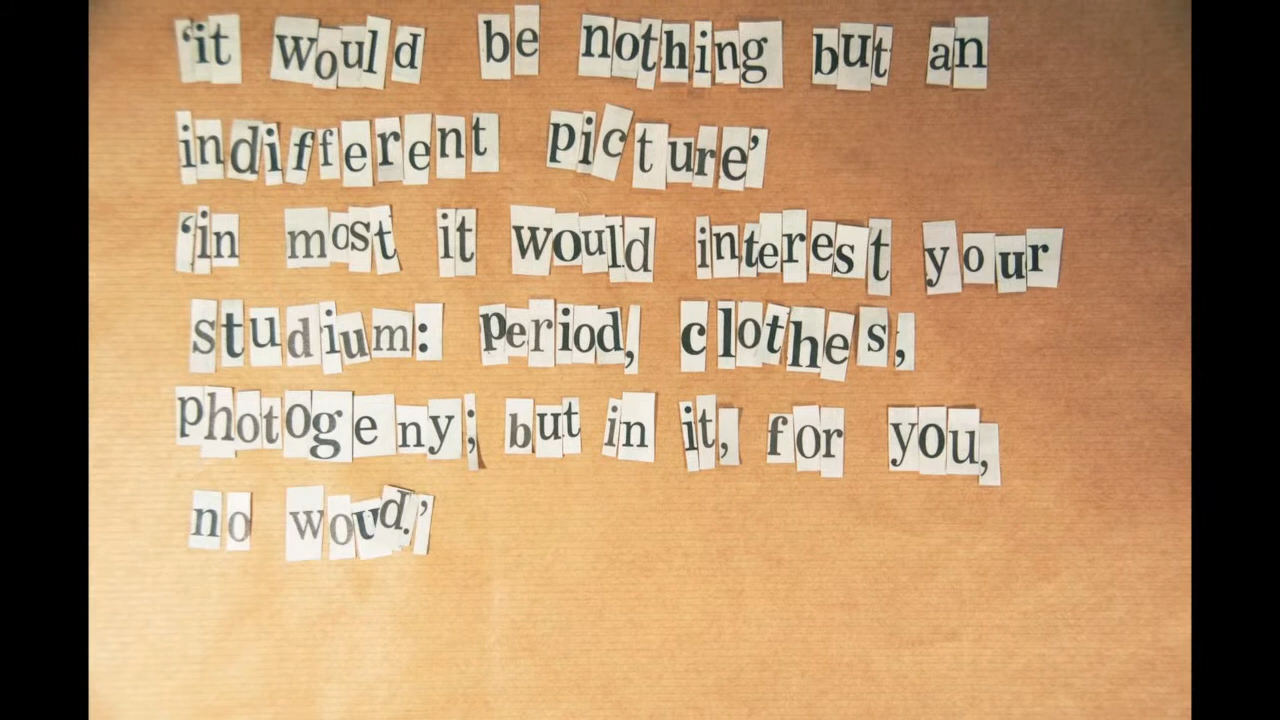 ‘it would be nothing but an
indifferent picture’
‘in most it would interest your
studium: period, clothes,
photogeny; but in it, for you,
no woud.’